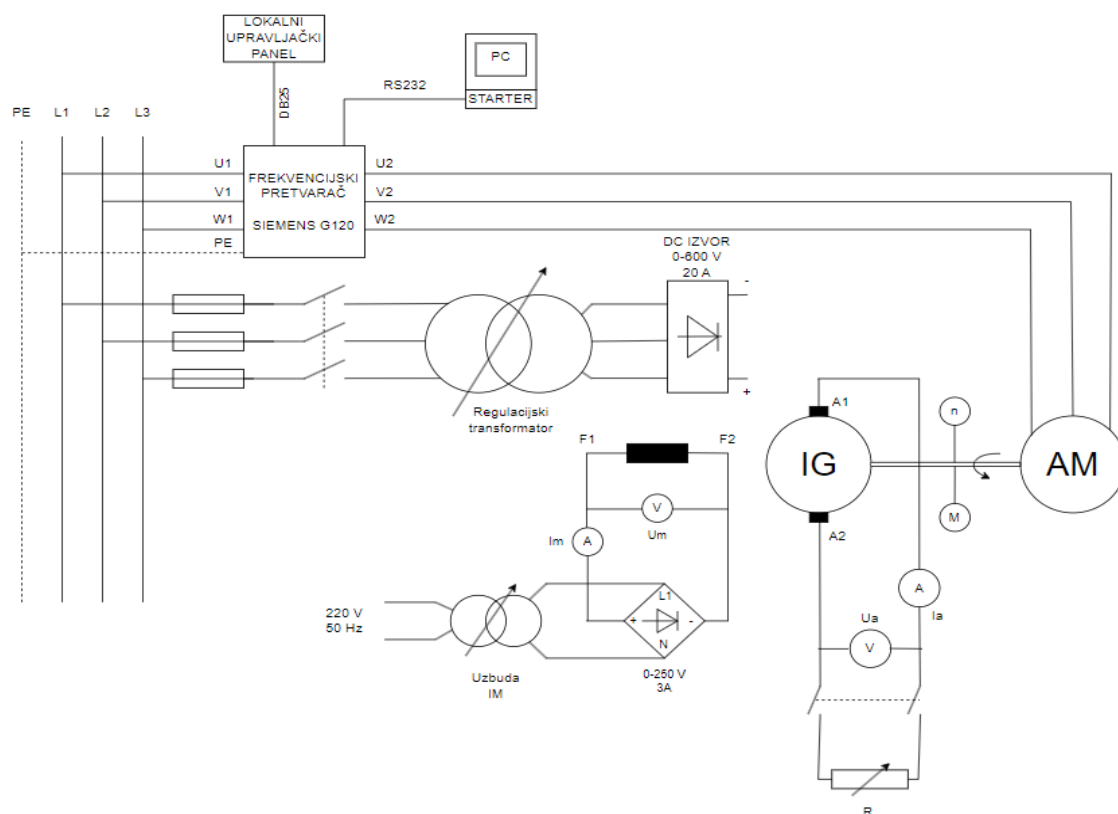 LOKALNI
UPRAVLJAČKI
PANEL
PC
STARTER
RS232
DB25
PE
L1
L2
L3
U1
V1
W1
PE
FREKVENCIJSKI
PRETVARAČ
SIEMENS G120
U2
V2
W2
DC IZVOR
0-600 V
20 A
-
+
Regulacijski
transformator
F1
F2
V
Um
Im
A
220 V
50 Hz
Uzbuda
IM
L1
+
-
N
0-250 V
3A
A1
IG
A2
n
M
AM
A
Ia
Ua
V
R